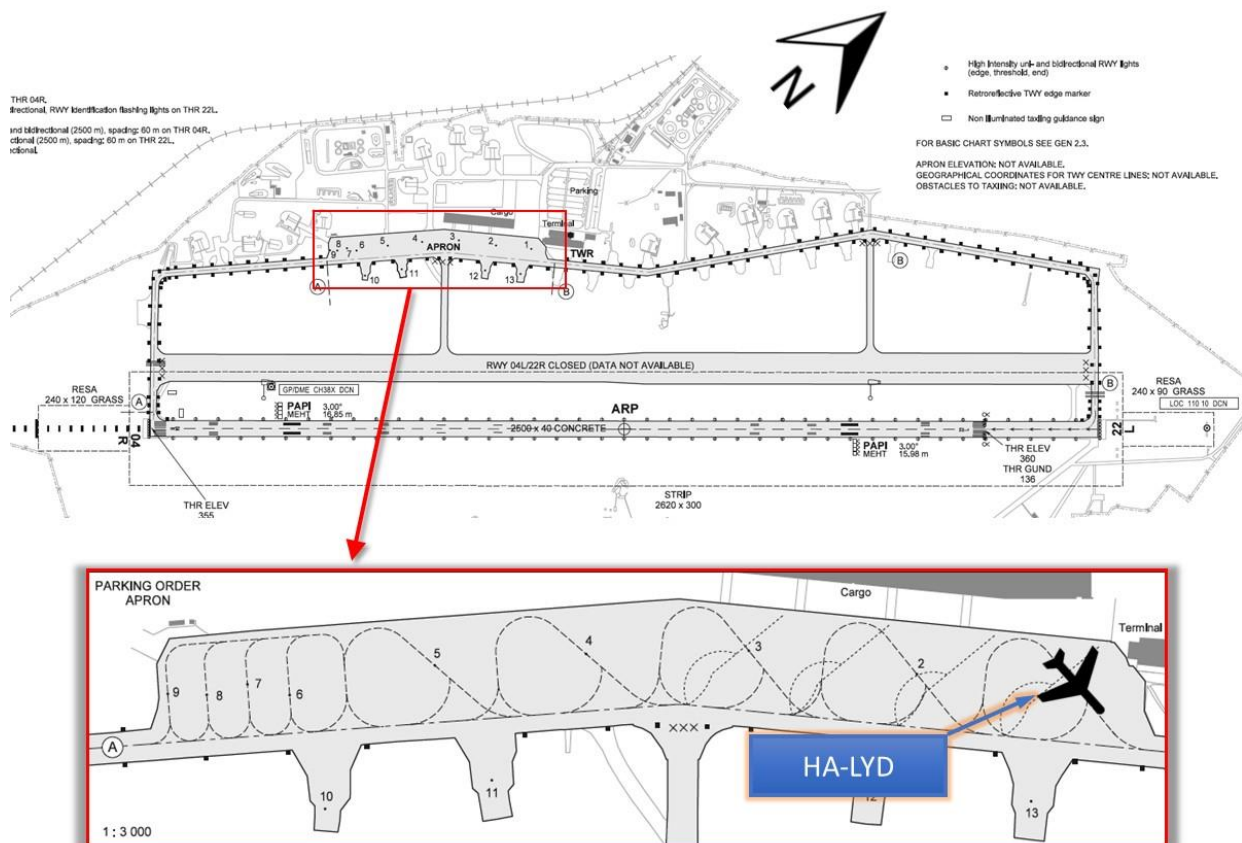 N
High Intensity uni- and bidirectional RWY lights
(edge, threshold, end)
Retroreflective TWY edge marker
Non illuminated taxiing guidance sign
FOR BASIC CHART SYMBOLS SEE GEN 2.3.
APRON ELEVATION: NOT AVAILABLE.
GEOGRAPHICAL COORDINATES FOR TWY CENTRE LINES: NOT AVAILABLE.
OBSTACLES TO TAXIING: NOT AVAILABLE.
THR 04R.
directional, RWY identification flashing lights on THR 22L.
and bidirectional (2500 m), spacing: 60 m on THR 04R.
ctional (2500 m), spacing: 60 m on THR 22L.
ectional.
Parking
Cargo
Terminal
TWR
8 6 5 4 3 2 1
9 7
APRON
10 11 12 13
A
B
B
RWY 04L/22R CLOSED (DATA NOT AVAILABLE)
RESA
240 x 120 GRASS
A
GP/DME CH38X DCN
PAPI 3.00°
MEHT 16.85 m
ARP
B
RESA
240 x 90 GRASS
LOC 110.10 DCN
04
R
2500 x 40 CONCRETE
22
L
PAPI 3.00°
MEHT 15.98 m
THR ELEV
360
THR GUND
136
THR ELEV
355
STRIP
2620 x 300
PARKING ORDER
APRON
Cargo
Terminal
9 8 7 6 5 4 3 2
A
HA-LYD
10 11 12 13
1 : 3 000